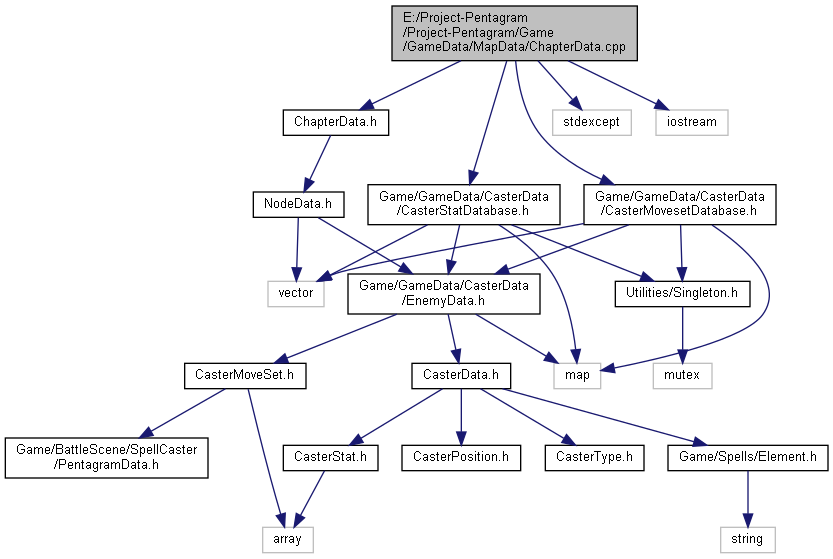 E:/Project-Pentagram
/Project-Pentagram/Game
/GameData/MapData/ChapterData.cpp
ChapterData.h
stdexcept
iostream
NodeData.h
Game/GameData/CasterData
/CasterStatDatabase.h
Game/GameData/CasterData
/CasterMovesetDatabase.h
vector
Game/GameData/CasterData
/EnemyData.h
Utilities/Singleton.h
CasterMoveSet.h
CasterData.h
map
mutex
Game/BattleScene/SpellCaster
/PentagramData.h
CasterStat.h
CasterPosition.h
CasterType.h
Game/Spells/Element.h
array
string